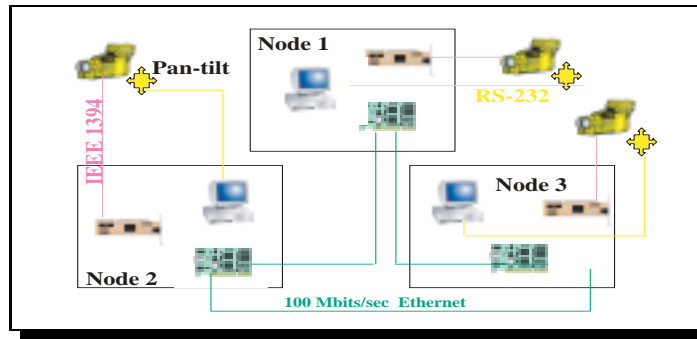 Node 1
Pan-tilt
RS-232
IEEE 1394
Node 3
Node 2
100 Mbits/sec Ethernet